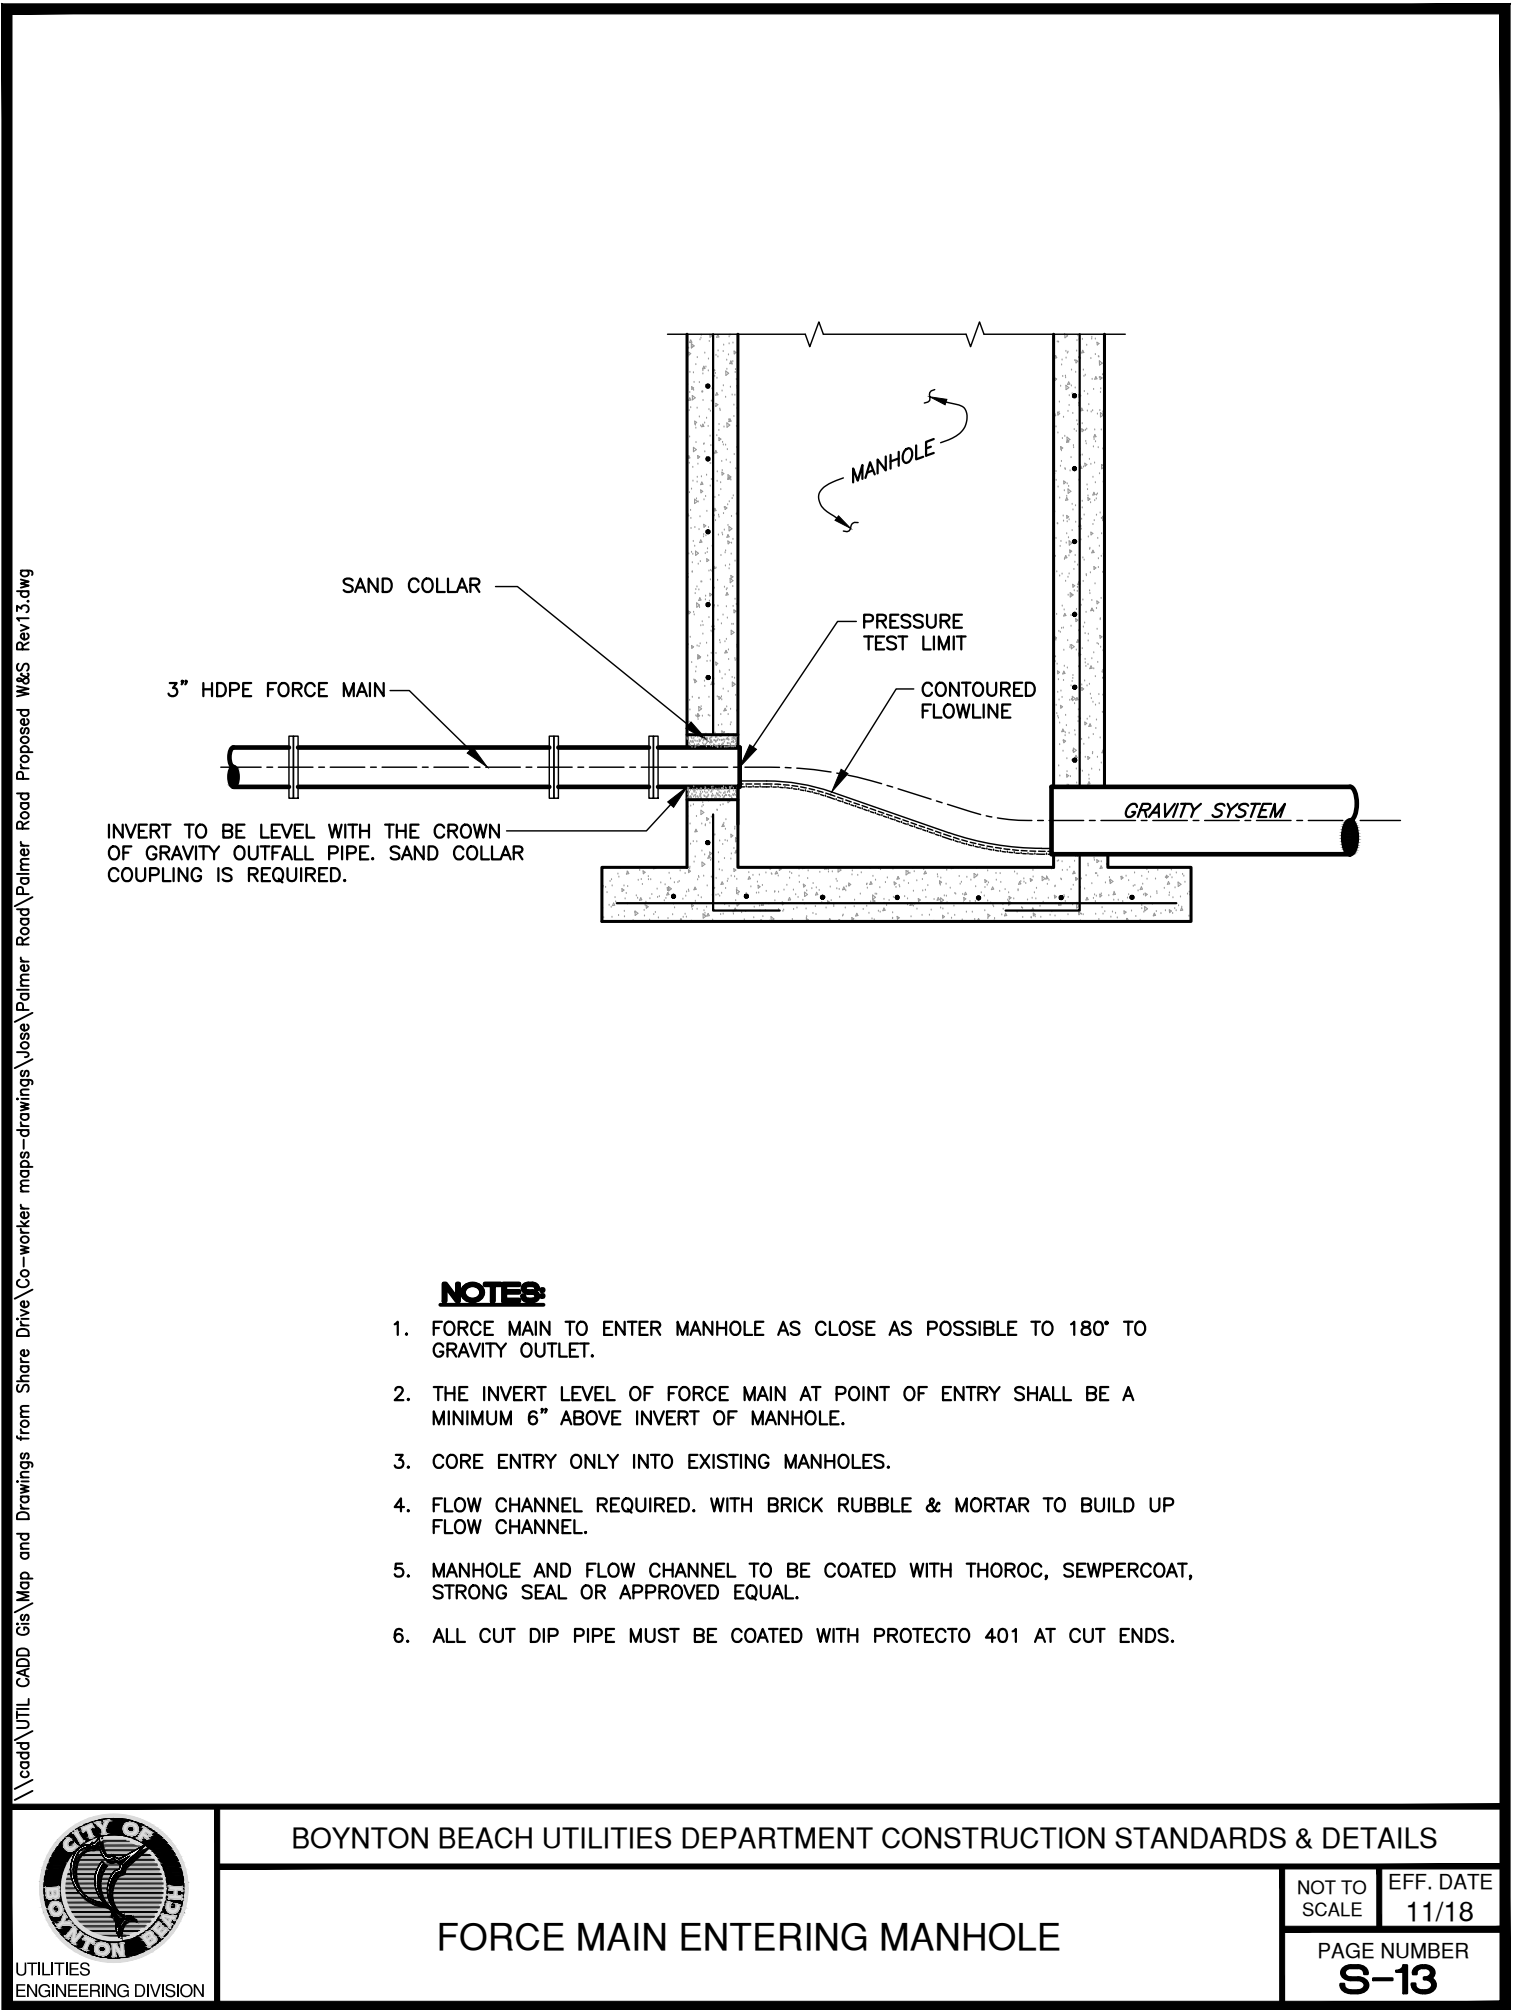 MANHOLE
SAND COLLAR
PRESSURE
TEST LIMIT
3" HDPE FORCE MAIN
CONTOURED
FLOWLINE
GRAVITY SYSTEM
INVERT TO BE LEVEL WITH THE CROWN
OF GRAVITY OUTFALL PIPE. SAND COLLAR
COUPLING IS REQUIRED.
\\cadd\UTIL CADD Gis\Map and Drawings from Share Drive\Co-worker maps-drawings\Jose\Palmer Road\Palmer Road Proposed W&S Rev13.dwg
NOTES:
1. FORCE MAIN TO ENTER MANHOLE AS CLOSE AS POSSIBLE TO 180° TO
GRAVITY OUTLET.
2. THE INVERT LEVEL OF FORCE MAIN AT POINT OF ENTRY SHALL BE A
MINIMUM 6" ABOVE INVERT OF MANHOLE.
3. CORE ENTRY ONLY INTO EXISTING MANHOLES.
4. FLOW CHANNEL REQUIRED. WITH BRICK RUBBLE & MORTAR TO BUILD UP
FLOW CHANNEL.
5. MANHOLE AND FLOW CHANNEL TO BE COATED WITH THOROC, SEWPERCOAT,
STRONG SEAL OR APPROVED EQUAL.
6. ALL CUT DIP PIPE MUST BE COATED WITH PROTECTO 401 AT CUT ENDS.
CITY OF
BOYNTON BEACH
UTILITIES
ENGINEERING DIVISION
BOYNTON BEACH UTILITIES DEPARTMENT CONSTRUCTION STANDARDS & DETAILS
FORCE MAIN ENTERING MANHOLE
NOT TO
SCALE
EFF. DATE
11/18
PAGE NUMBER
S-13